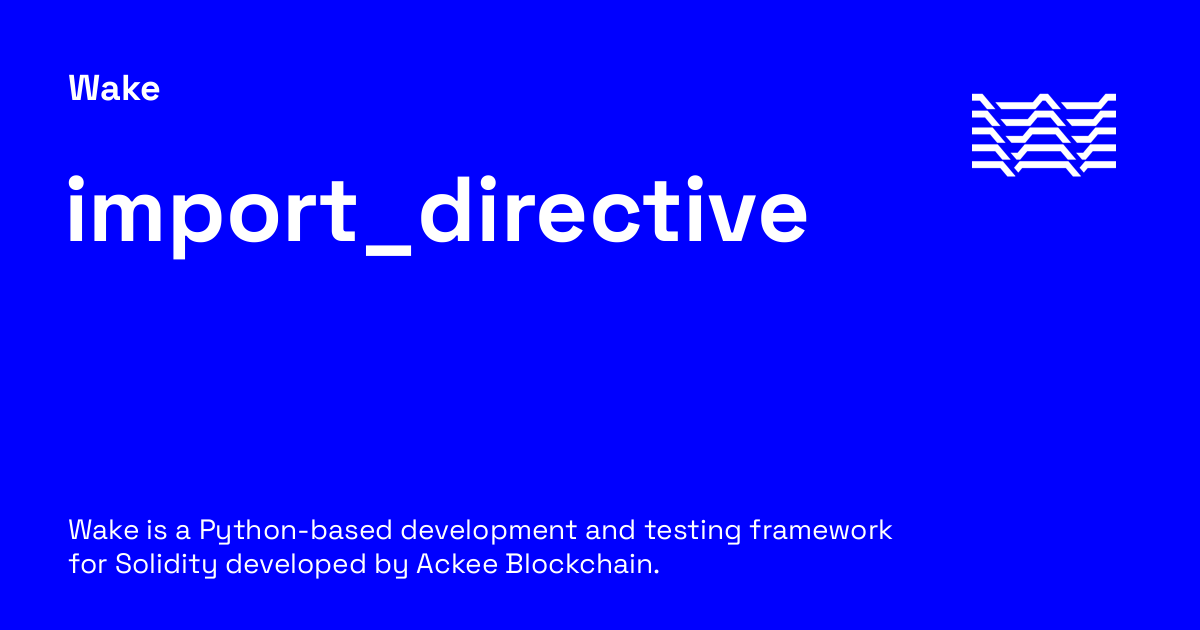 Wake
import_directive
Wake is a Python-based development and testing framework
for Solidity developed by Ackee Blockchain.